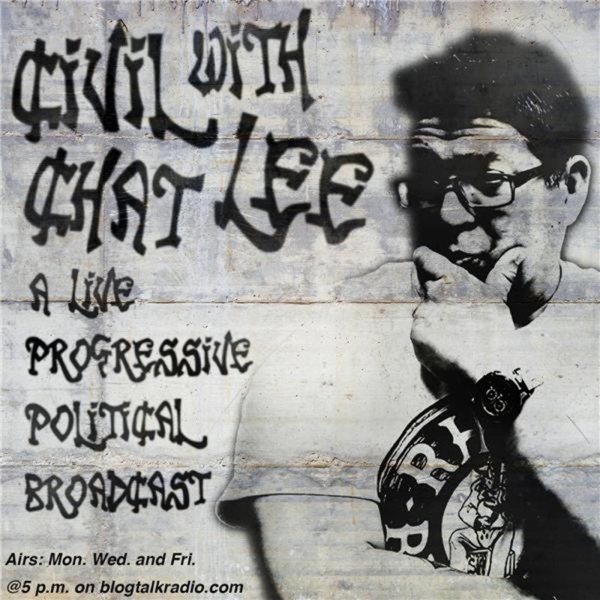 CiViL
CHAT
WiTH
LEE
A LiVE
PROGRESSiVE
POLiTiCAL
BROADCAST
Airs: Mon. Wed. and Fri.
@5 p.m. on blogtalkradio.com